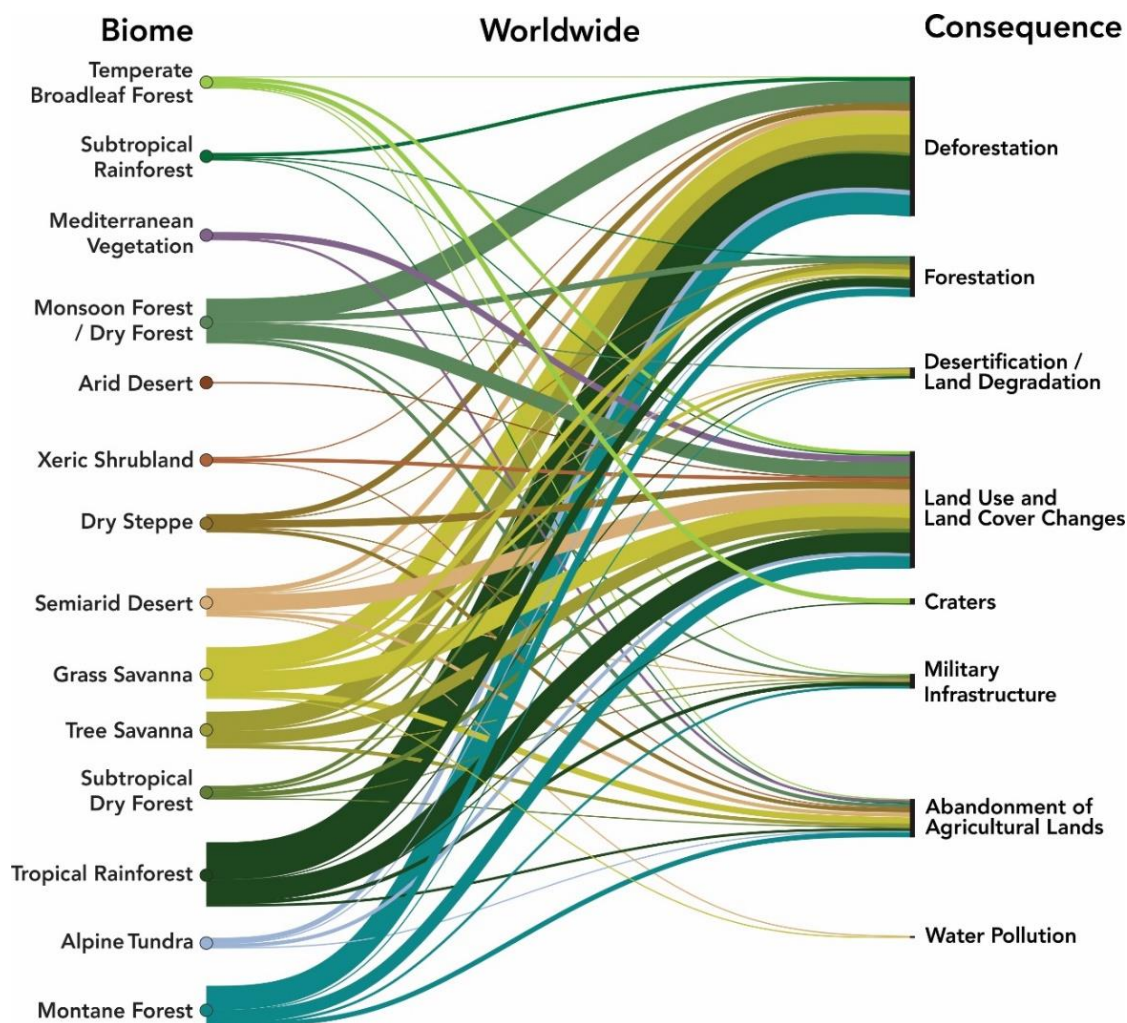 Biome
Worldwide
Consequence
Temperate
Broadleaf Forest
Subtropical
Rainforest
Mediterranean
Vegetation
Monsoon Forest
/ Dry Forest
Arid Desert
Xeric Shrubland
Dry Steppe
Semiarid Desert
Grass Savanna
Tree Savanna
Subtropical
Dry Forest
Tropical Rainforest
Alpine Tundra
Montane Forest
Deforestation
Forestation
Desertification /
Land Degradation
Land Use and
Land Cover Changes
Craters
Military
Infrastructure
Abandonment of
Agricultural Lands
Water Pollution